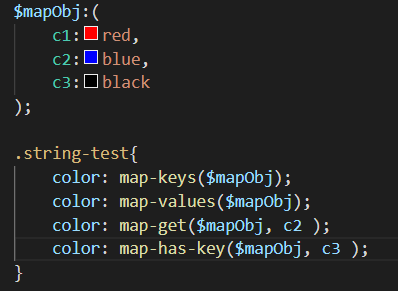 $mapObj:(
c1:red,
c2:blue,
c3:black
);
.string-test{
color: map-keys($mapObj);
color: map-values($mapObj);
color: map-get($mapObj, c2 );
color: map-has-key($mapObj, c3 );
}